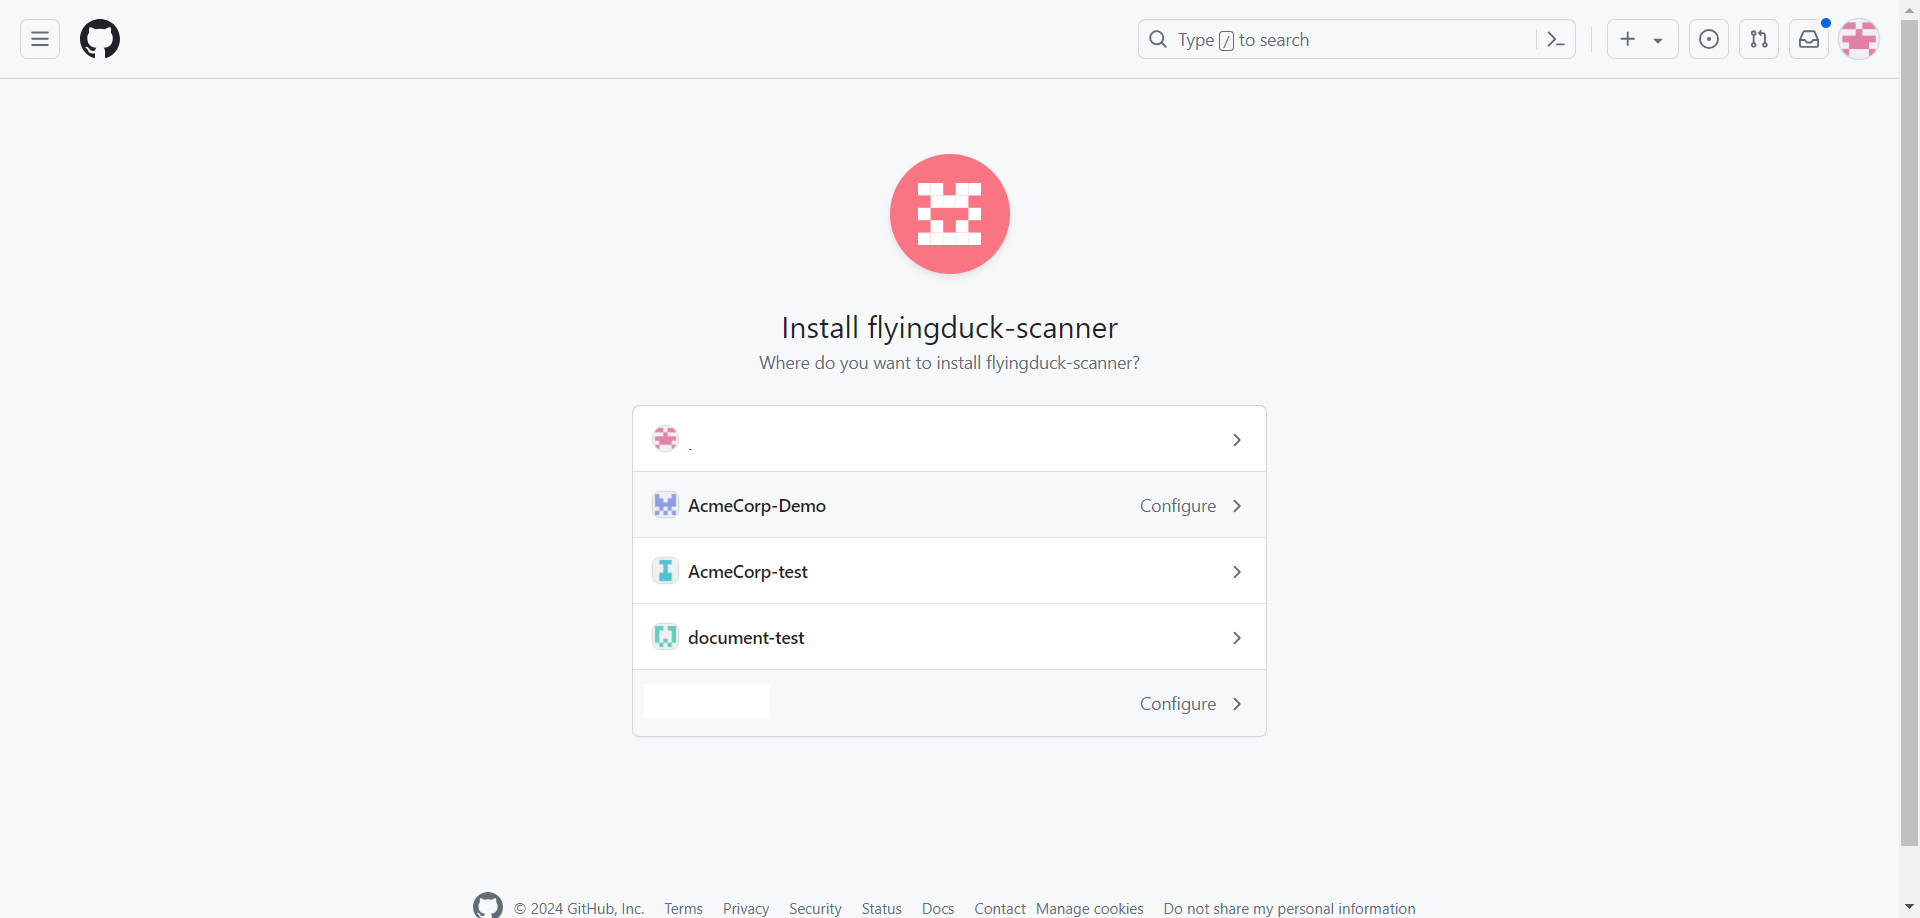 Type / to search
Install flyingduck-scanner
Where do you want to install flyingduck-scanner?
.
AcmeCorp-Demo Configure
AcmeCorp-test
document-test
Configure
© 2024 GitHub, Inc. Terms Privacy Security Status Docs Contact Manage cookies Do not share my personal information